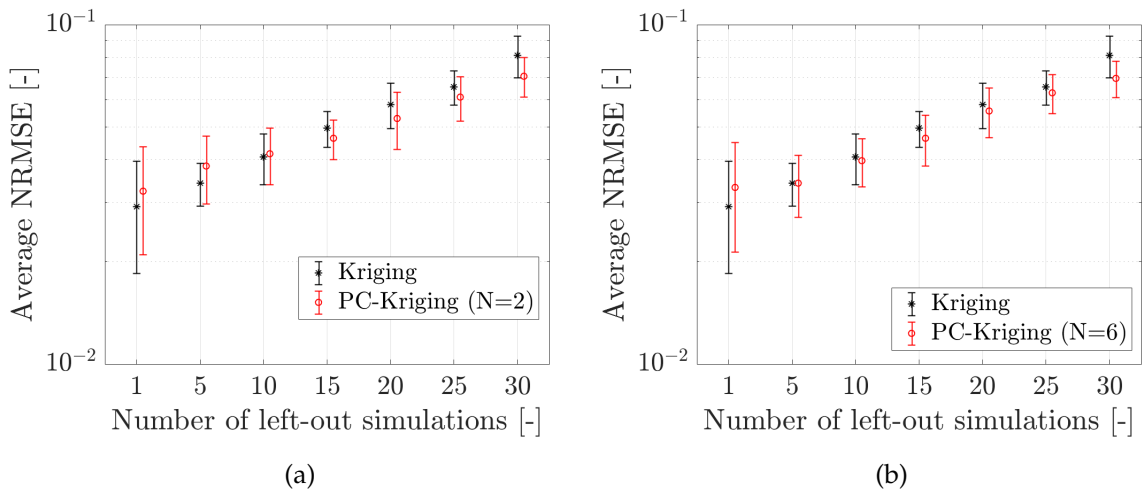 10^-1
Average NRMSE [-]
Kriging
PC-Kriging (N=2)
10^-2
1 5 10 15 20 25 30
Number of left-out simulations [-]
(a)
10^-1
Average NRMSE [-]
Kriging
PC-Kriging (N=6)
10^-2
1 5 10 15 20 25 30
Number of left-out simulations [-]
(b)